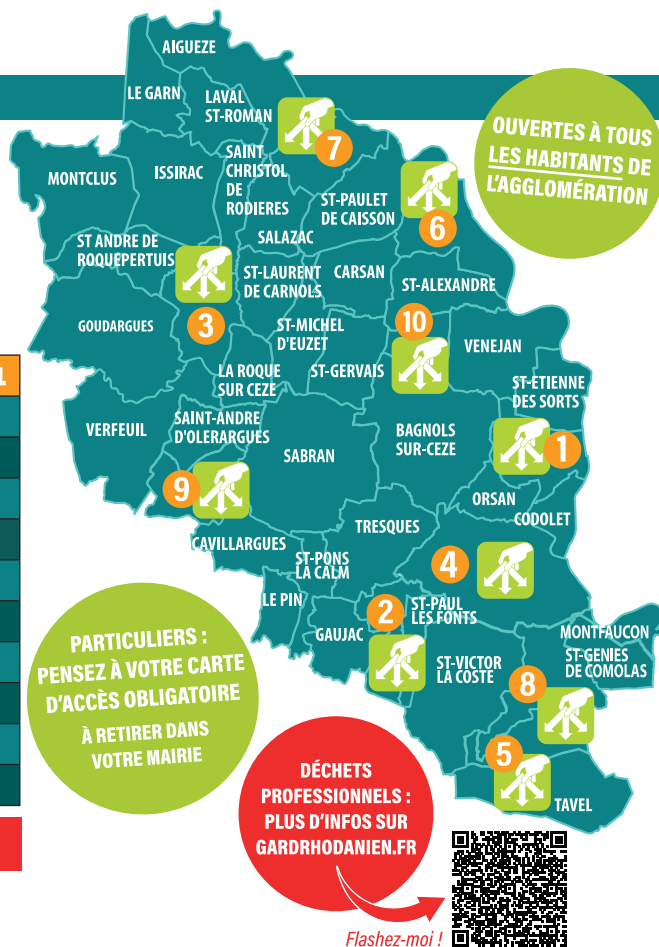 AIGUEZE
LE GARN
LAVAL
ST-ROMAN
7
OUVERTES À TOUS
LES HABITANTS DE
L'AGGLOMÉRATION
MONTCLUS
ISSIRAC
SAINT
CHRISTOL
DE
RODIERES
ST-PAULET
DE CAISSON
6
SALAZAC
ST ANDRE DE
ROQUEPERTUIS
ST-LAURENT
DE CARNOLS
CARSAN
ST-ALEXANDRE
GOUDARGUES
3
ST-MICHEL
D'EUZET
10
VENEJAN
LA ROQUE
SUR CEZE
ST-GERVAIS
ST-ETIENNE
DES SORTS
1
VERFEUIL
SAINT-ANDRE
D'OLERARGUES
SABRAN
BAGNOLS
SUR-CEZE
1
9
ORSAN
CODOLET
CAVILLARGUES
TRESQUES
ST-PONS
LA CALM
4
LE PIN
2
ST-PAUL
LES FONTS
GAUJAC
MONTFAUCON
ST-GENIES
DE COMOLAS
ST-VICTOR
LA COSTE
8
5
TAVEL
PARTICULIERS :
PENSEZ À VOTRE CARTE
D'ACCÈS OBLIGATOIRE
À RETIRER DANS
VOTRE MAIRIE
DÉCHETS
PROFESSIONNELS :
PLUS D'INFOS SUR
GARDRHODANIEN.FR
Flashez-moi !